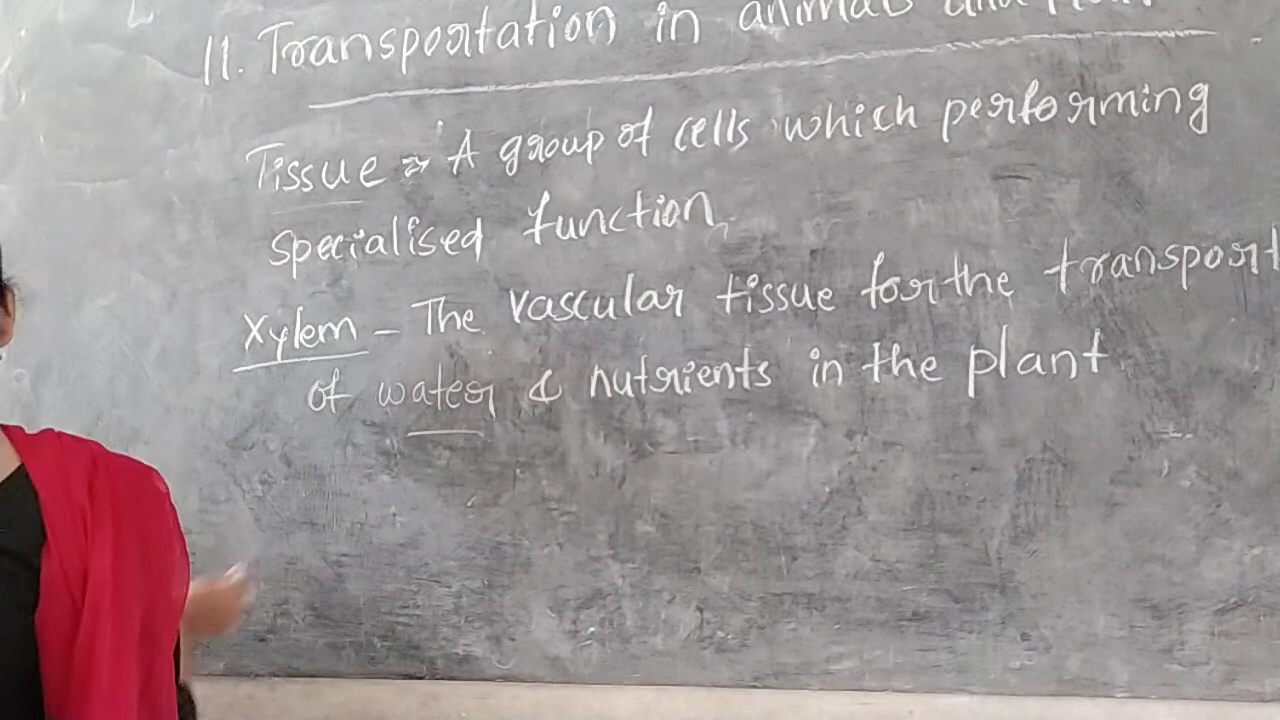 11. Transportation in animals and
Tissue ⇒ A group of cells which performing
specialised function,
Xylem - The vascular tissue for the transport
of water & nutrients in the plant.